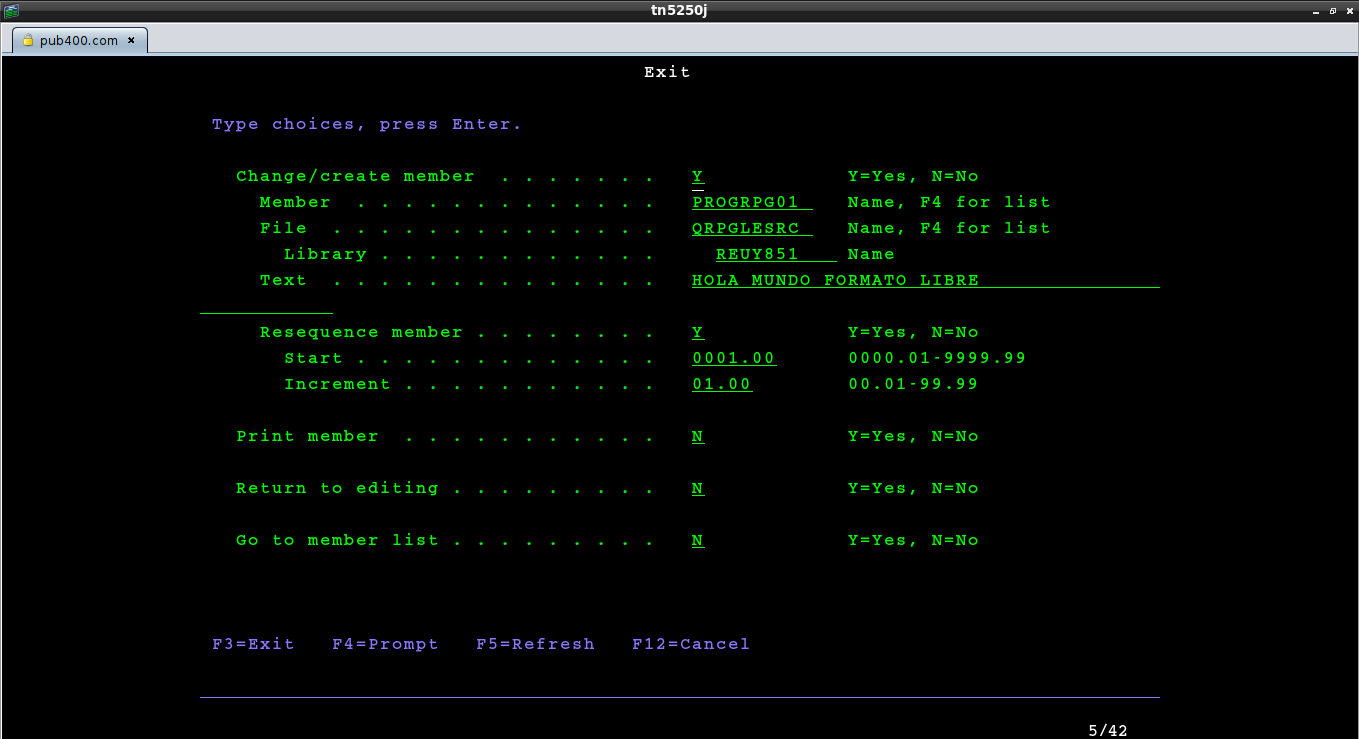 tn5250j
pub400.com
Exit
Type choices, press Enter.
Change/create member . . . . . . . Y Y=Yes, N=No
Member . . . . . . . . . . . . . PROGRPG01 Name, F4 for list
File . . . . . . . . . . . . . . QRPGLESRC Name, F4 for list
Library . . . . . . . . . . . . REUY851 Name
Text . . . . . . . . . . . . . . HOLA MUNDO FORMATO LIBRE
Resequence member . . . . . . . . Y Y=Yes, N=No
Start . . . . . . . . . . . . . 0001.00 0000.01-9999.99
Increment . . . . . . . . . . . 01.00 00.01-99.99
Print member . . . . . . . . . . . N Y=Yes, N=No
Return to editing . . . . . . . . . N Y=Yes, N=No
Go to member list . . . . . . . . . N Y=Yes, N=No
F3=Exit F4=Prompt F5=Refresh F12=Cancel
5/42